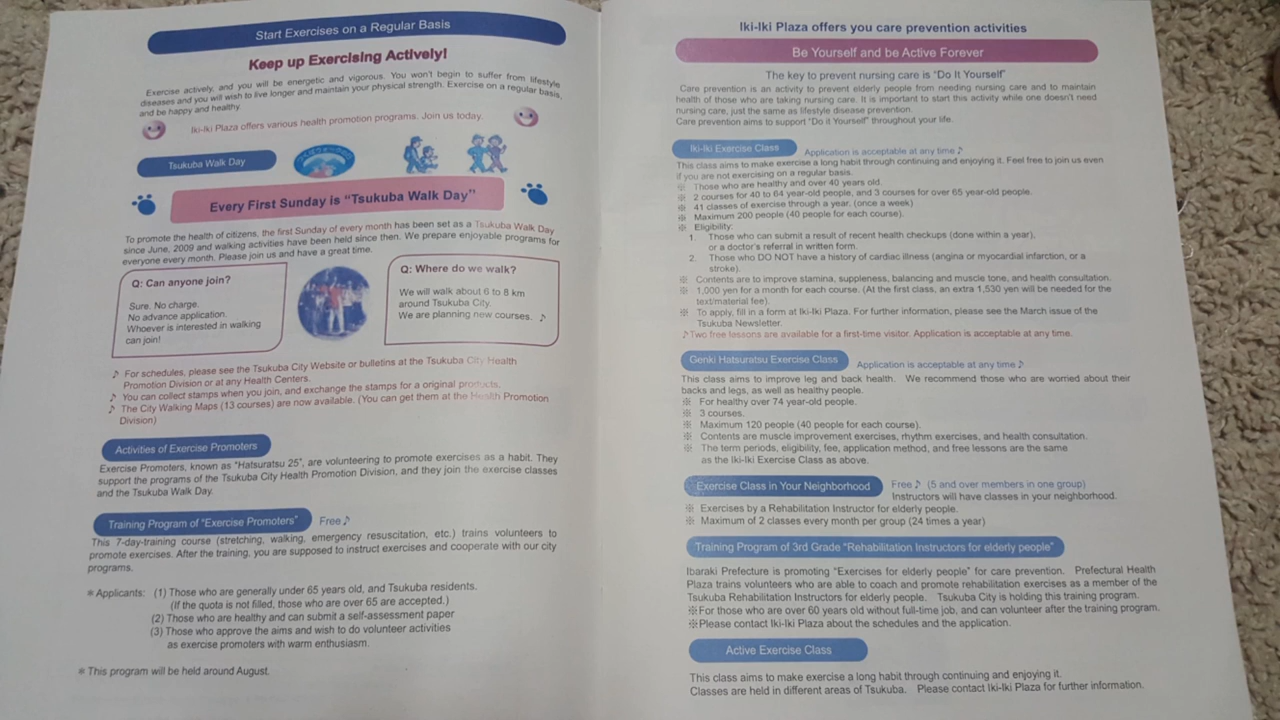 Start Exercises on a Regular Basis
Keep up Exercising Actively!
Exercise actively, and you will be energetic and vigorous. You won't begin to suffer from lifestyle
diseases and you will wish to live longer and maintain your physical strength. Exercise on a regular basis,
and be happy and healthy.
Iki-Iki Plaza offers various health promotion programs. Join us today.
Tsukuba Walk Day
Every First Sunday is "Tsukuba Walk Day"
To promote the health of citizens, the first Sunday of every month has been set as a Tsukuba Walk Day
since June, 2009 and walking activities have been held since then. We prepare enjoyable programs for
everyone every month. Please join us and have a great time.
Q: Can anyone join?
Sure. No charge.
No advance application.
Whoever is interested in walking
can join!
Q: Where do we walk?
We will walk about 6 to 8 km
around Tsukuba City.
We are planning new courses. ♪
♪ For schedules, please see the Tsukuba City Website or bulletins at the Tsukuba City Health
Promotion Division or at any Health Centers.
♪ You can collect stamps when you join, and exchange the stamps for a original products.
♪ The City Walking Maps (13 courses) are now available. (You can get them at the Health Promotion
Division)
Activities of Exercise Promoters
Exercise Promoters, known as "Hatsuratsu 25", are volunteering to promote exercises as a habit. They
support the programs of the Tsukuba City Health Promotion Division, and they join the exercise classes
and the Tsukuba Walk Day.
Training Program of "Exercise Promoters" Free♪
This 7-day-training course (stretching, walking, emergency resuscitation, etc.) trains volunteers to
promote exercises. After the training, you are supposed to instruct exercises and cooperate with our city
programs.
※Applicants: (1) Those who are generally under 65 years old, and Tsukuba residents.
(If the quota is not filled, those who are over 65 are accepted.)
(2) Those who are healthy and can submit a self-assessment paper
(3) Those who approve the aims and wish to do volunteer activities
as exercise promoters with warm enthusiasm.
※This program will be held around August.
Iki-Iki Plaza offers you care prevention activities
Be Yourself and be Active Forever
The key to prevent nursing care is "Do It Yourself"
Care prevention is an activity to prevent elderly people from needing nursing care and to maintain
health of those who are taking nursing care. It is important to start this activity while one doesn't need
nursing care, just the same as lifestyle disease prevention.
Care prevention aims to support "Do it Yourself" throughout your life.
Iki-Iki Exercise Class Application is acceptable at any time ♪
This class aims to make exercise a long habit through continuing and enjoying it. Feel free to join us even
if you are not exercising on a regular basis.
※ Those who are healthy and over 40 years old.
※ 2 courses for 40 to 64 year-old people, and 3 courses for over 65 year-old people.
※ 41 classes of exercise through a year. (once a week)
※ Maximum 200 people (40 people for each course).
※ Eligibility:
1. Those who can submit a result of recent health checkups (done within a year),
or a doctor's referral in written form.
2. Those who DO NOT have a history of cardiac illness (angina or myocardial infarction, or a
stroke).
※ Contents are to improve stamina, suppleness, balancing and muscle tone, and health consultation.
※ 1,000 yen for a month for each course. (At the first class, an extra 1,530 yen will be needed for the
text/material fee).
※ To apply, fill in a form at Iki-Iki Plaza. For further information, please see the March issue of the
Tsukuba Newsletter.
♪Two free lessons are available for a first-time visitor. Application is acceptable at any time.
Genki Hatsuratsu Exercise Class Application is acceptable at any time ♪
This class aims to improve leg and back health. We recommend those who are worried about their
backs and legs, as well as healthy people.
※ For healthy over 74 year-old people.
※ 3 courses.
※ Maximum 120 people (40 people for each course).
※ Contents are muscle improvement exercises, rhythm exercises, and health consultation.
※ The term periods, eligibility, fee, application method, and free lessons are the same
as the Iki-Iki Exercise Class as above.
Exercise Class in Your Neighborhood Free♪ (5 and over members in one group)
Instructors will have classes in your neighborhood.
※ Exercises by a Rehabilitation Instructor for elderly people.
※ Maximum of 2 classes every month per group (24 times a year)
Training Program of 3rd Grade "Rehabilitation Instructors for elderly people"
Ibaraki Prefecture is promoting "Exercises for elderly people" for care prevention. Prefectural Health
Plaza trains volunteers who are able to coach and promote rehabilitation exercises as a member of the
Tsukuba Rehabilitation Instructors for elderly people. Tsukuba City is holding this training program.
※For those who are over 60 years old without full-time job, and can volunteer after the training program.
※Please contact Iki-Iki Plaza about the schedules and the application.
Active Exercise Class
This class aims to make exercise a long habit through continuing and enjoying it.
Classes are held in different areas of Tsukuba. Please contact Iki-Iki Plaza for further information.